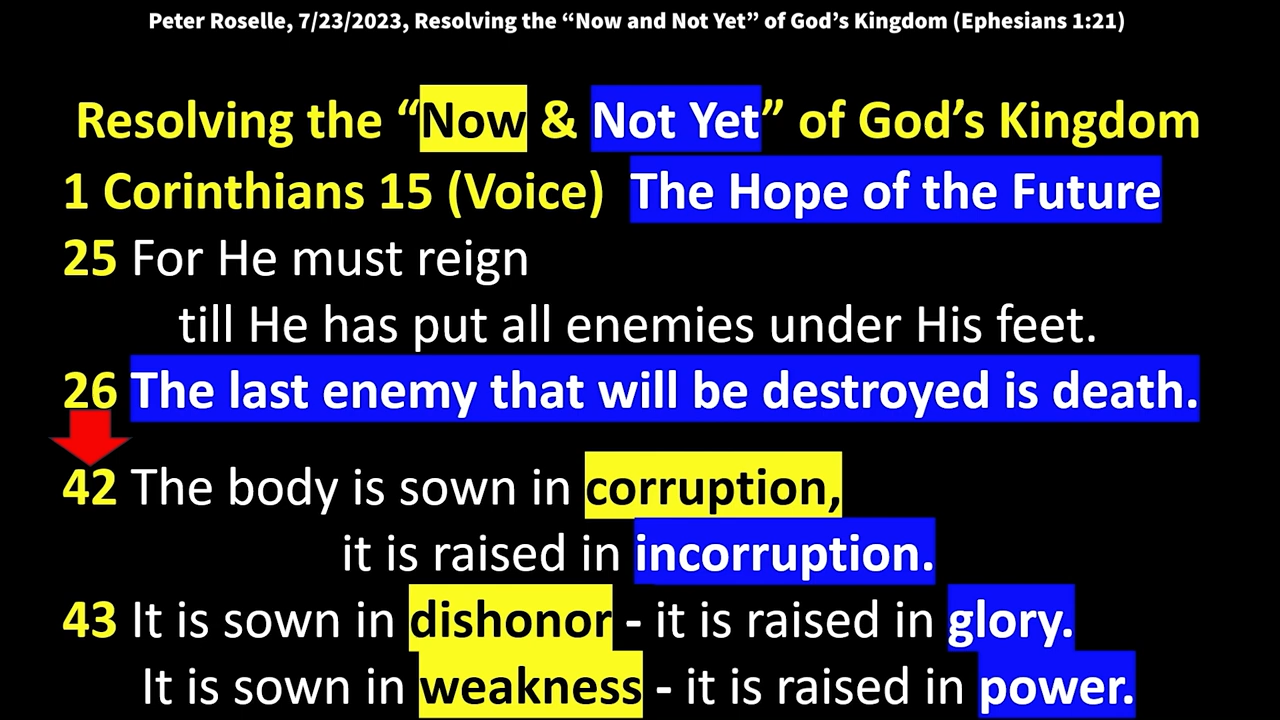 Peter Roselle, 7/23/2023, Resolving the “Now and Not Yet” of God’s Kingdom (Ephesians 1:21)
Resolving the “Now & Not Yet” of God’s Kingdom
1 Corinthians 15 (Voice) The Hope of the Future
25 For He must reign
till He has put all enemies under His feet.
26 The last enemy that will be destroyed is death.
42 The body is sown in corruption,
it is raised in incorruption.
43 It is sown in dishonor - it is raised in glory.
It is sown in weakness - it is raised in power.